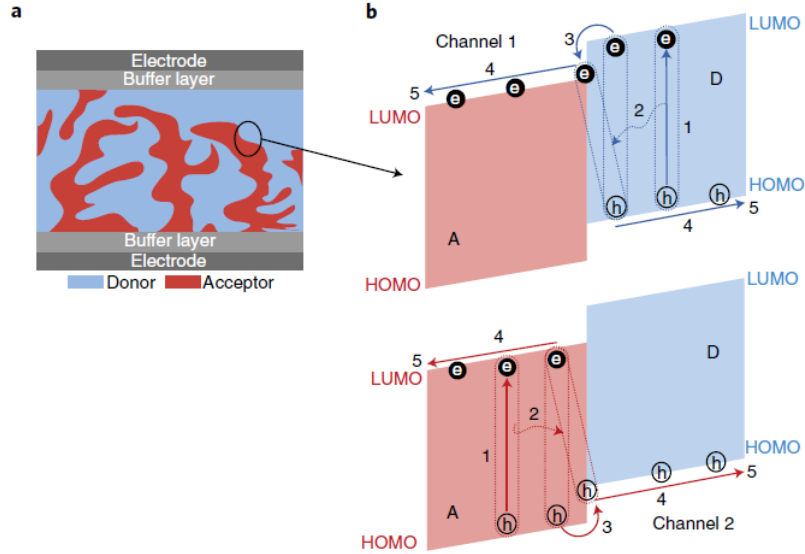 a
Electrode
Buffer layer
Buffer layer
Electrode
Donor
Acceptor
b
Channel 1
3
LUMO
e
e
e
e
e
4
5
D
LUMO
2
1
HOMO
h
h
h
5
4
A
HOMO
LUMO
4
5
e
e
e
LUMO
D
2
1
HOMO
h
h
h
h
h
5
4
A
3
Channel 2
HOMO